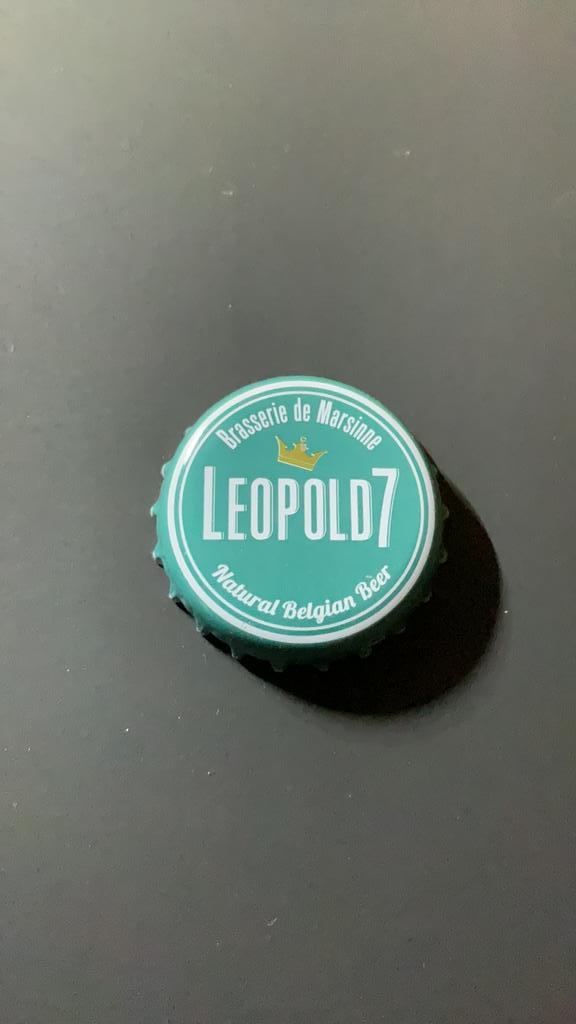 Brasserie de Marsinne
LEOPOLD7
Natural Belgian Bèer